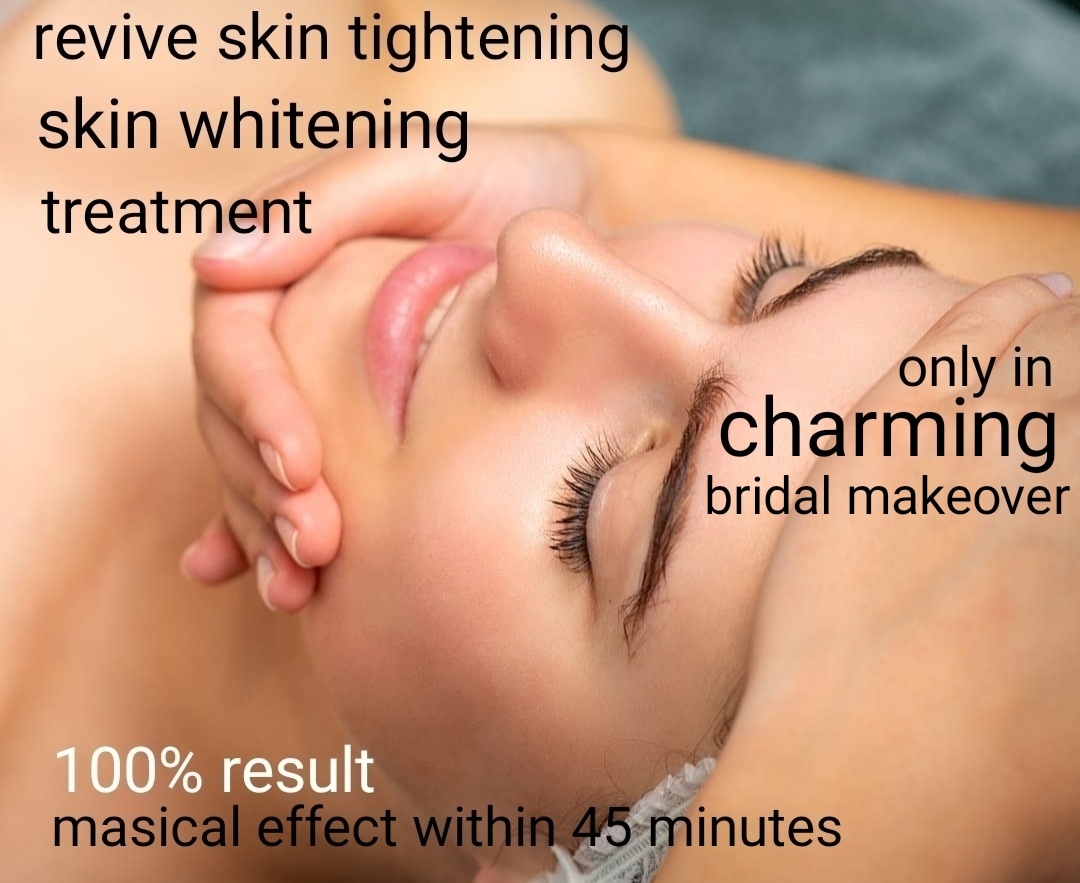 revive skin tightening
skin whitening
treatment
only in
charming
bridal makeover
100% result
masical effect within 45 minutes